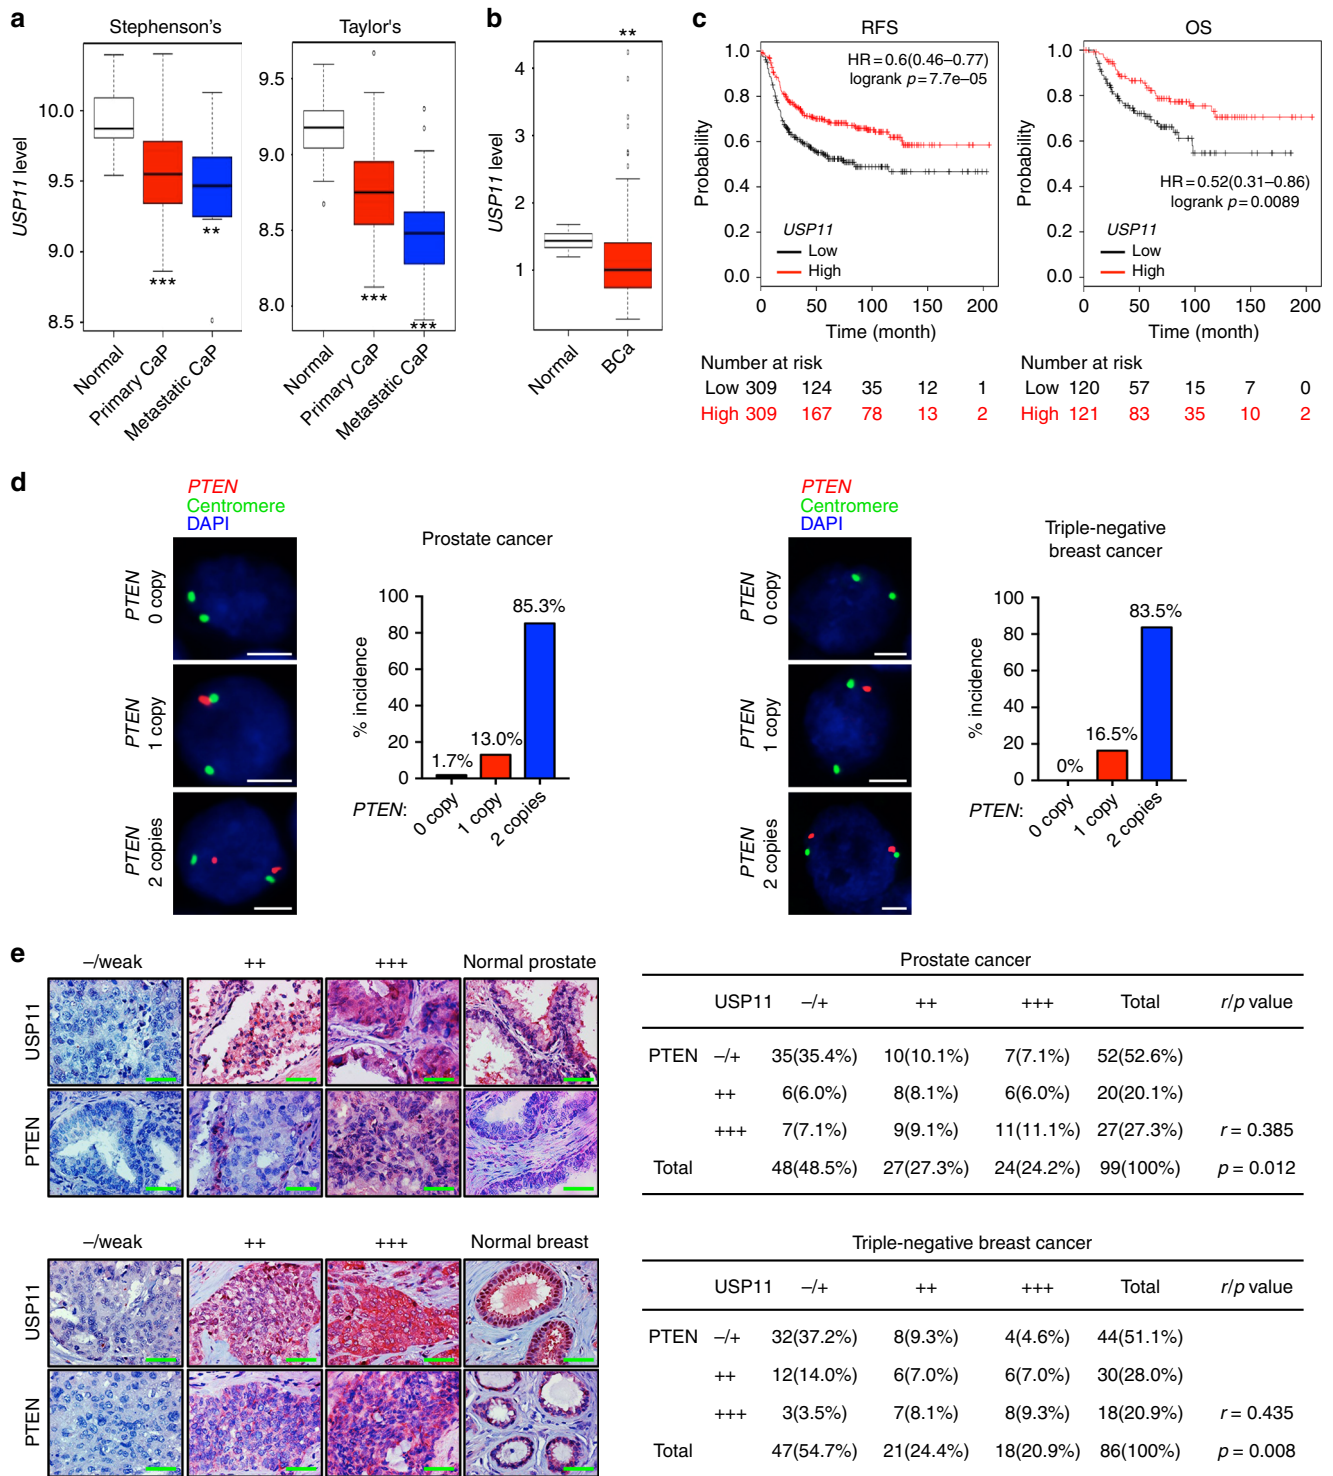 a
Stephenson's
Taylor's
USP11 level
10.0
9.5
9.0
8.5
**
***
Normal
Primary CaP
Metastatic CaP
9.5
9.0
8.5
8.0
***
***
Normal
Primary CaP
Metastatic CaP
b
**
USP11 level
4
3
2
1
Normal
BCa
c
RFS
Probability
1.0
0.8
0.6
0.4
0.2
0.0
HR = 0.6(0.46–0.77)
logrank p = 7.7e–05
USP11
Low
High
0 50 100 150 200
Time (month)
Number at risk
Low 309 124 35 12 1
High 309 167 78 13 2
OS
Probability
1.0
0.8
0.6
0.4
0.2
0.0
HR = 0.52(0.31–0.86)
logrank p = 0.0089
USP11
Low
High
0 50 100 150 200
Time (month)
Number at risk
Low 120 57 15 7 0
High 121 83 35 10 2
d
PTEN
Centromere
DAPI
PTEN
0 copy
PTEN
1 copy
PTEN
2 copies
Prostate cancer
% incidence
100
80
60
40
20
0
1.7%
13.0%
85.3%
PTEN:
0 copy
1 copy
2 copies
PTEN
Centromere
DAPI
PTEN
0 copy
PTEN
1 copy
PTEN
2 copies
Triple-negative
breast cancer
% incidence
100
80
60
40
20
0
0%
16.5%
83.5%
PTEN:
0 copy
1 copy
2 copies
e
–/weak ++ +++ Normal prostate
USP11
PTEN
Prostate cancer
USP11 –/+ ++ +++ Total r/p value
PTEN –/+ 35(35.4%) 10(10.1%) 7(7.1%) 52(52.6%)
++ 6(6.0%) 8(8.1%) 6(6.0%) 20(20.1%)
+++ 7(7.1%) 9(9.1%) 11(11.1%) 27(27.3%) r = 0.385
Total 48(48.5%) 27(27.3%) 24(24.2%) 99(100%) p = 0.012
–/weak ++ +++ Normal breast
USP11
PTEN
Triple-negative breast cancer
USP11 –/+ ++ +++ Total r/p value
PTEN –/+ 32(37.2%) 8(9.3%) 4(4.6%) 44(51.1%)
++ 12(14.0%) 6(7.0%) 6(7.0%) 30(28.0%)
+++ 3(3.5%) 7(8.1%) 8(9.3%) 18(20.9%) r = 0.435
Total 47(54.7%) 21(24.4%) 18(20.9%) 86(100%) p = 0.008